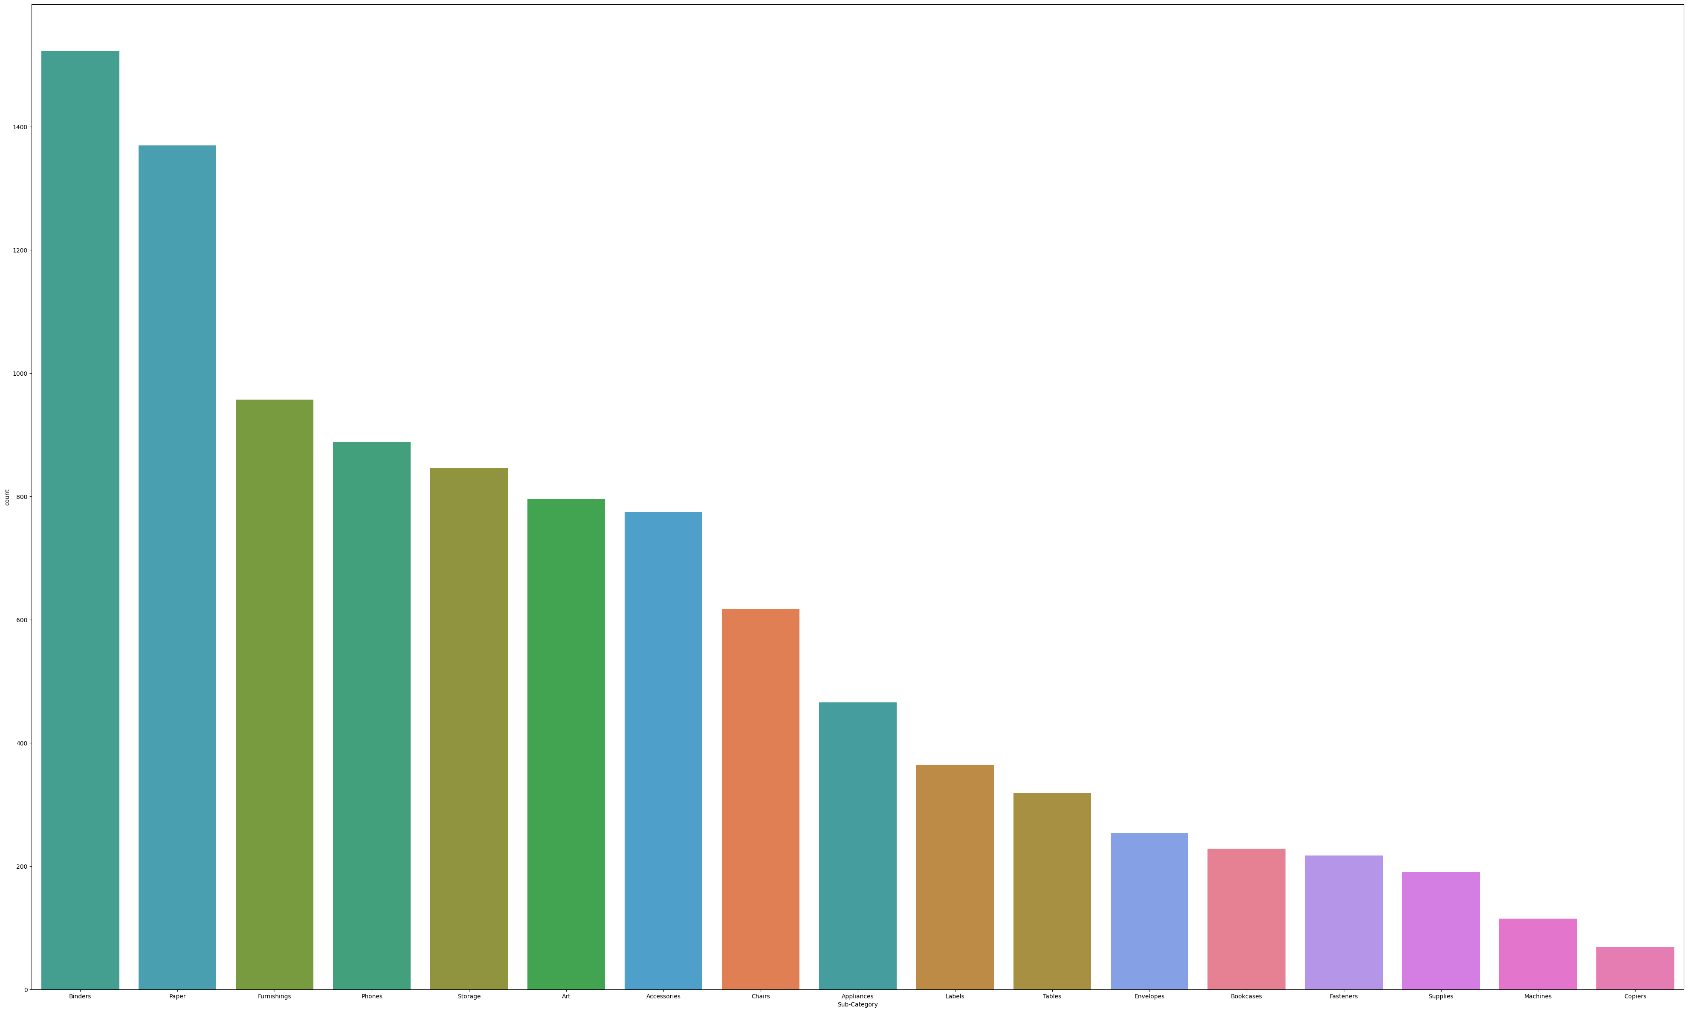 1400
1200
1000
800
600
400
200
0
count
Binders Paper Furnishings Phones Storage Art Accessories Chairs Appliances Labels Tables Envelopes Bookcases Fasteners Supplies Machines Copiers
Sub-Category